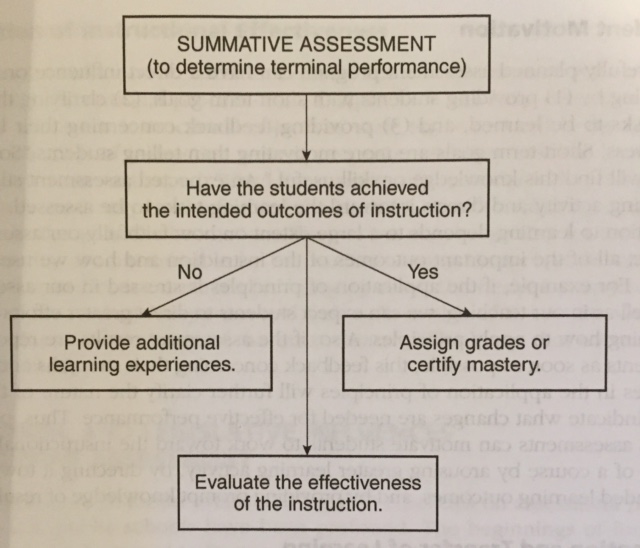 SUMMATIVE ASSESSMENT
(to determine terminal performance)
Have the students achieved
the intended outcomes of instruction?
No
Yes
Provide additional
learning experiences.
Assign grades or
certify mastery.
Evaluate the effectiveness
of the instruction.